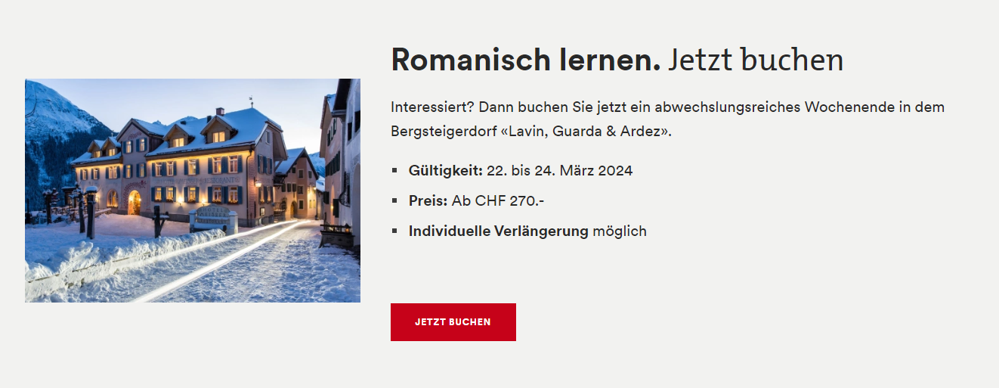 Romanisch lernen. Jetzt buchen
Interessiert? Dann buchen Sie jetzt ein abwechslungsreiches Wochenende in dem
Bergsteigerdorf «Lavin, Guarda & Ardez».
▪ Gültigkeit: 22. bis 24. März 2024
▪ Preis: Ab CHF 270.-
▪ Individuelle Verlängerung möglich
JETZT BUCHEN